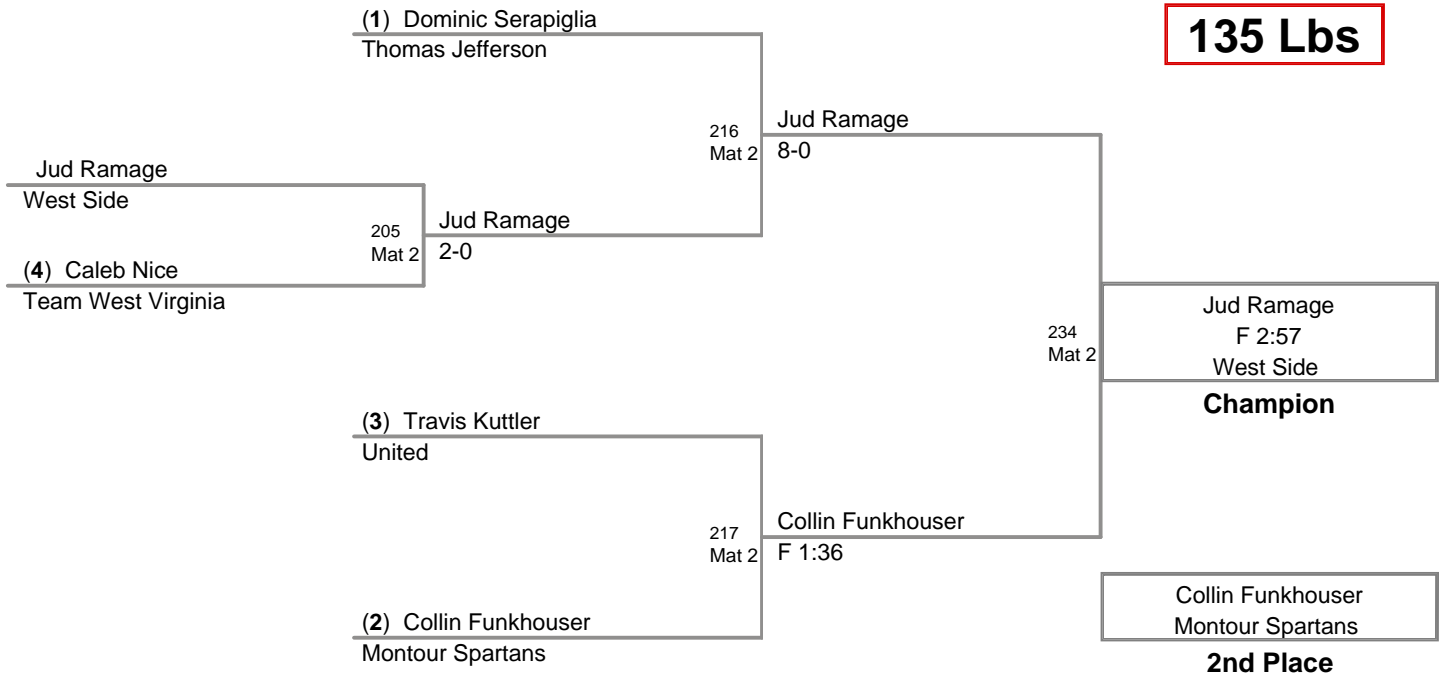 135 Lbs
(1) Dominic Serapiglia
Thomas Jefferson
Jud Ramage
West Side
(4) Caleb Nice
Team West Virginia
205
Mat 2
Jud Ramage
2-0
216
Mat 2
Jud Ramage
8-0
(3) Travis Kuttler
United
(2) Collin Funkhouser
Montour Spartans
217
Mat 2
Collin Funkhouser
F 1:36
234
Mat 2
Jud Ramage
F 2:57
West Side
Champion
Collin Funkhouser
Montour Spartans
2nd Place